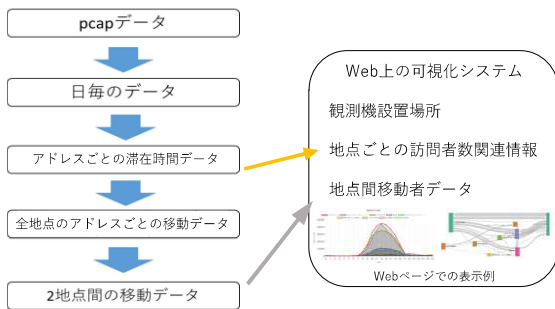 pcapデータ
日毎のデータ
アドレスごとの滞在時間データ
全地点のアドレスごとの移動データ
2地点間の移動データ
Web上の可視化システム
観測機設置場所
地点ごとの訪問者数関連情報
地点間移動者データ
Webページでの表示例